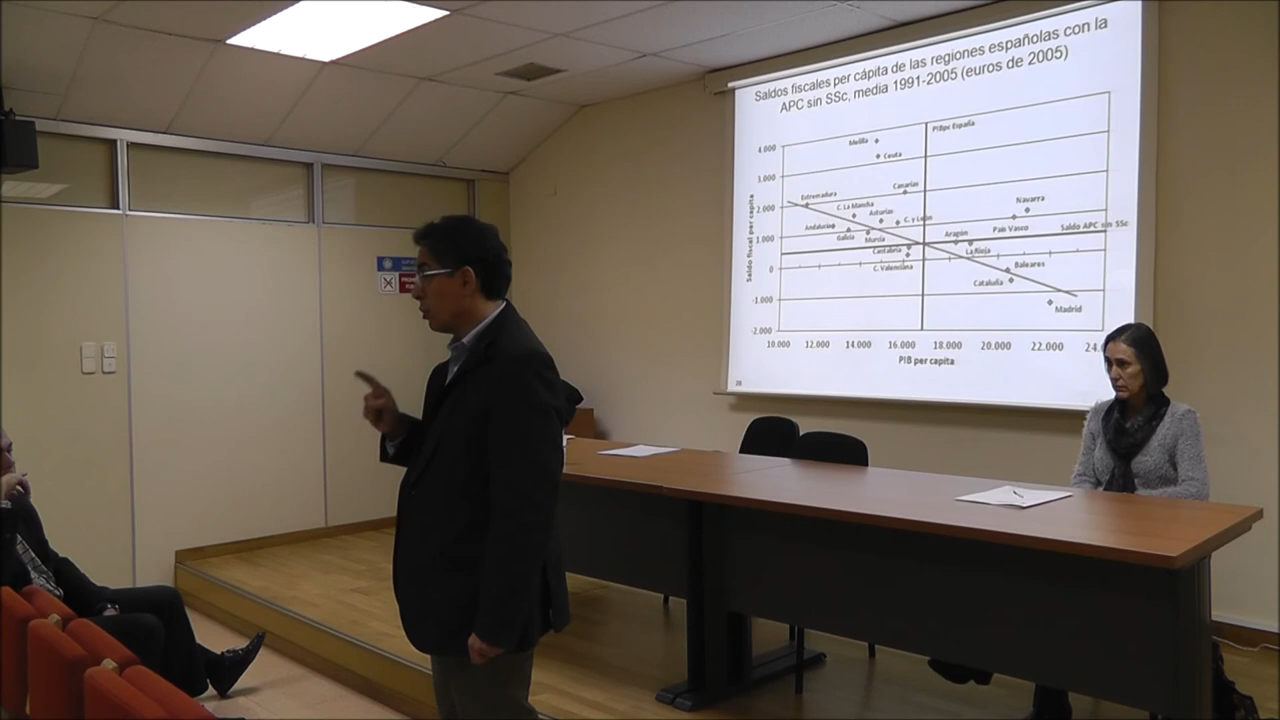 Saldos fiscales per cápita de las regiones españolas con la
APC sin SSc, media 1991-2005 (euros de 2005)
PIBpc España
4.000
Melilla
Ceuta
3.000
Canarias
Extremadura
Navarra
2.000
C. La Mancha
Asturias
C. y León
Andalucía
Galicia
Murcia
Aragón
País Vasco
Saldo APC sin SSc
1.000
Cantabria
La Rioja
C. Valenciana
Baleares
0
Cataluña
-1.000
Madrid
-2.000
Saldo fiscal per capita
10.000 12.000 14.000 16.000 18.000 20.000 22.000 24.0
PIB per capita